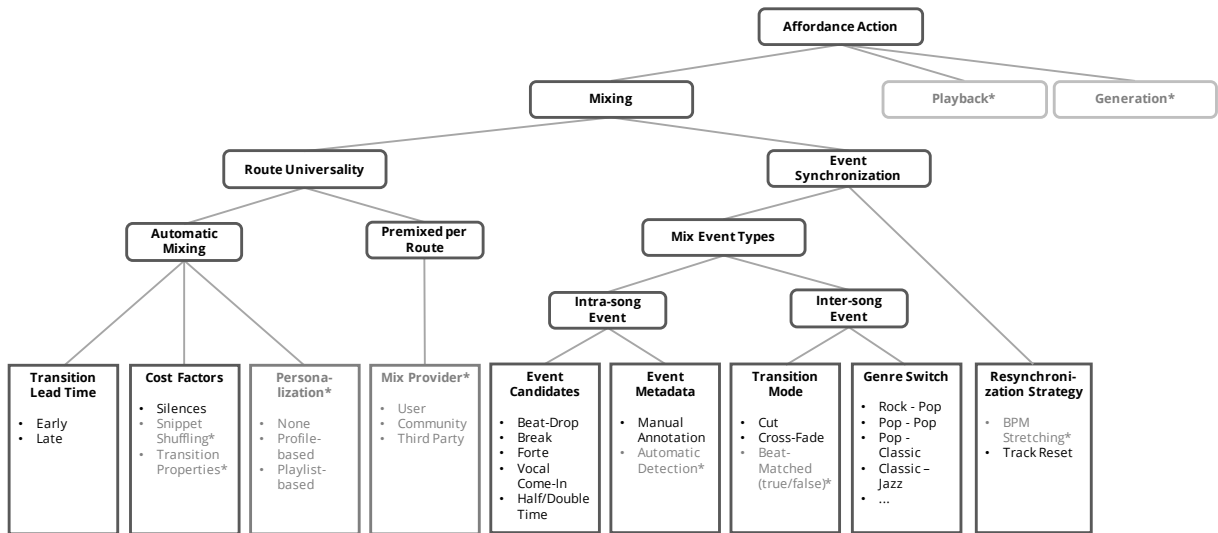 Affordance Action
Mixing
Playback*
Generation*
Route Universality
Event
Synchronization
Automatic
Mixing
Premixed per
Route
Mix Event Types
Intra-song
Event
Inter-song
Event
Transition
Lead Time
• Early
• Late
Cost Factors
• Silences
• Snippet
Shuffling*
• Transition
Properties*
Persona-
lization*
• None
• Profile-
based
• Playlist-
based
Mix Provider*
• User
• Community
• Third Party
Event
Candidates
• Beat-Drop
• Break
• Forte
• Vocal
Come-In
• Half/Double
Time
Event
Metadata
• Manual
Annotation
• Automatic
Detection*
Transition
Mode
• Cut
• Cross-Fade
• Beat-
Matched
(true/false)*
Genre Switch
• Rock - Pop
• Pop - Pop
• Pop -
Classic
• Classic –
Jazz
• ...
Resynchroni-
zation Strategy
• BPM
Stretching*
• Track Reset